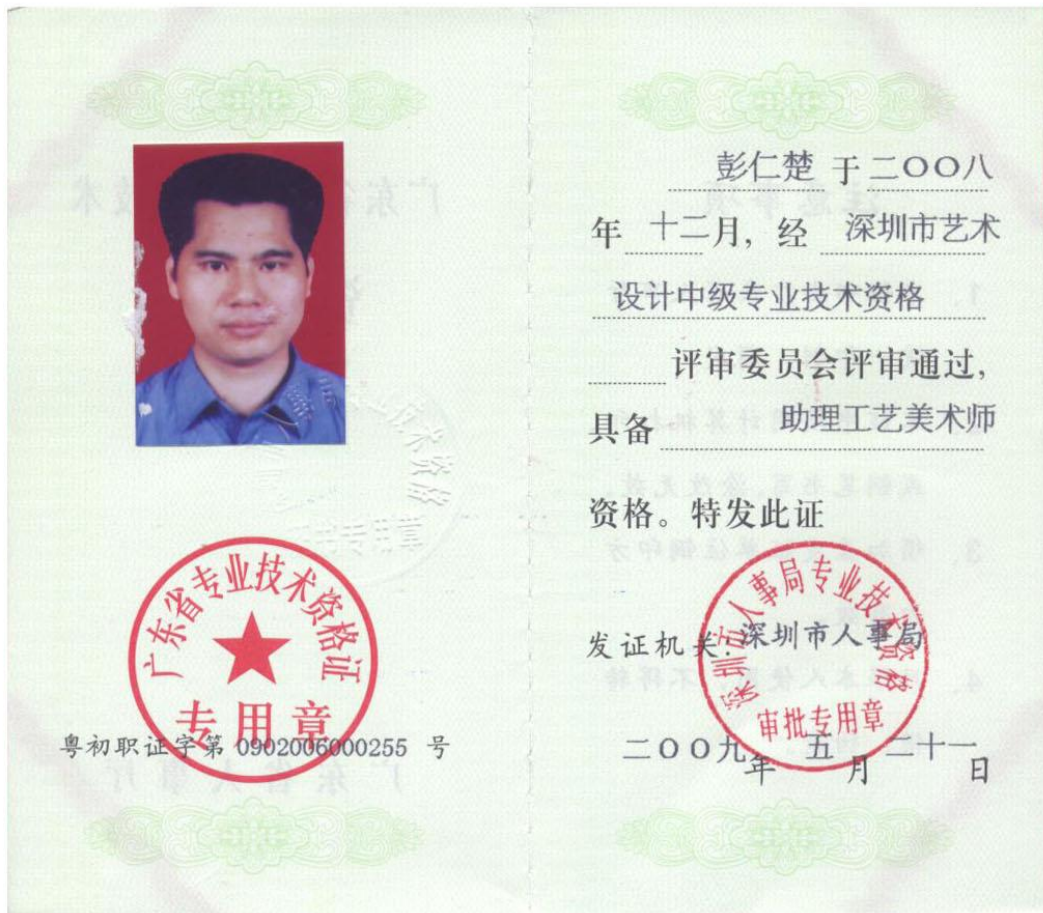 广东省专业技术资格证
专用章
粤初职证字第 0902006000255 号
彭仁楚 于 二〇〇八
年 十二月, 经 深圳市艺术
设计中级专业技术资格
评审委员会评审通过,
具备 助理工艺美术师
资格。特发此证
发证机关:深圳市人事局
深圳市人事局专业技术资格
审批专用章
二〇〇九年 五月 二十一日